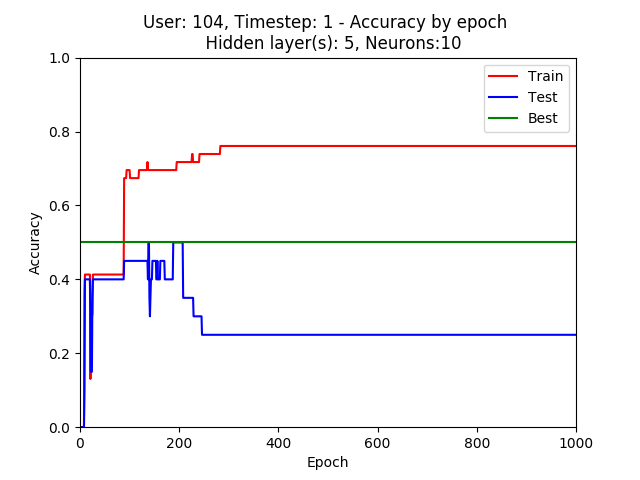 User: 104, Timestep: 1 - Accuracy by epoch
Hidden layer(s): 5, Neurons:10
1.0
0.8
0.6
0.4
0.2
0.0
Accuracy
Train
Test
Best
0 200 400 600 800 1000
Epoch